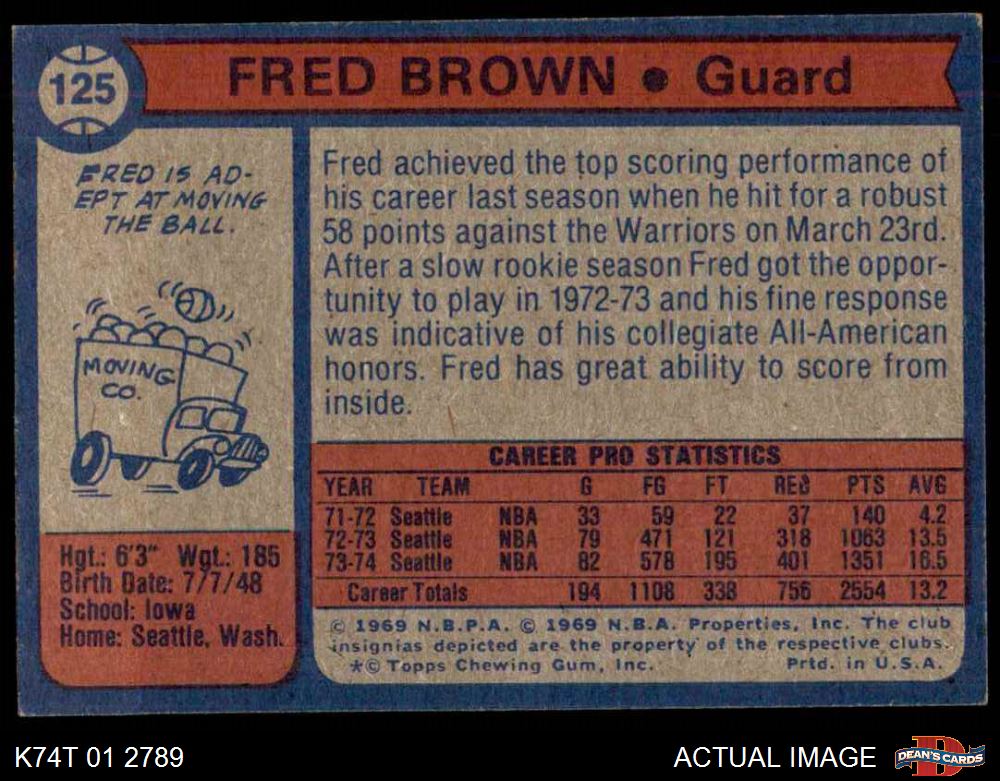 125
FRED BROWN • Guard
FRED IS AD-
EPT AT MOVING
THE BALL.
MOVING
CO.
Hgt.: 6'3" Wgt.: 185
Birth Date: 7/7/48
School: Iowa
Home: Seattle, Wash.
Fred achieved the top scoring performance of
his career last season when he hit for a robust
58 points against the Warriors on March 23rd.
After a slow rookie season Fred got the oppor-
tunity to play in 1972-73 and his fine response
was indicative of his collegiate All-American
honors. Fred has great ability to score from
inside.
CAREER PRO STATISTICS
YEAR TEAM G FG FT REB PTS AVG
71-72 Seattle NBA 33 59 22 37 140 4.2
72-73 Seattle NBA 79 471 121 318 1063 13.5
73-74 Seattle NBA 82 578 195 401 1351 16.5
Career Totals 194 1108 338 756 2554 13.2
© 1969 N.B.P.A. © 1969 N.B.A. Properties, Inc. The club
insignias depicted are the property of the respective clubs.
*© Topps Chewing Gum, Inc. Prtd. in U.S.A.
K74T 01 2789
ACTUAL IMAGE
D
DEAN'S CARDS